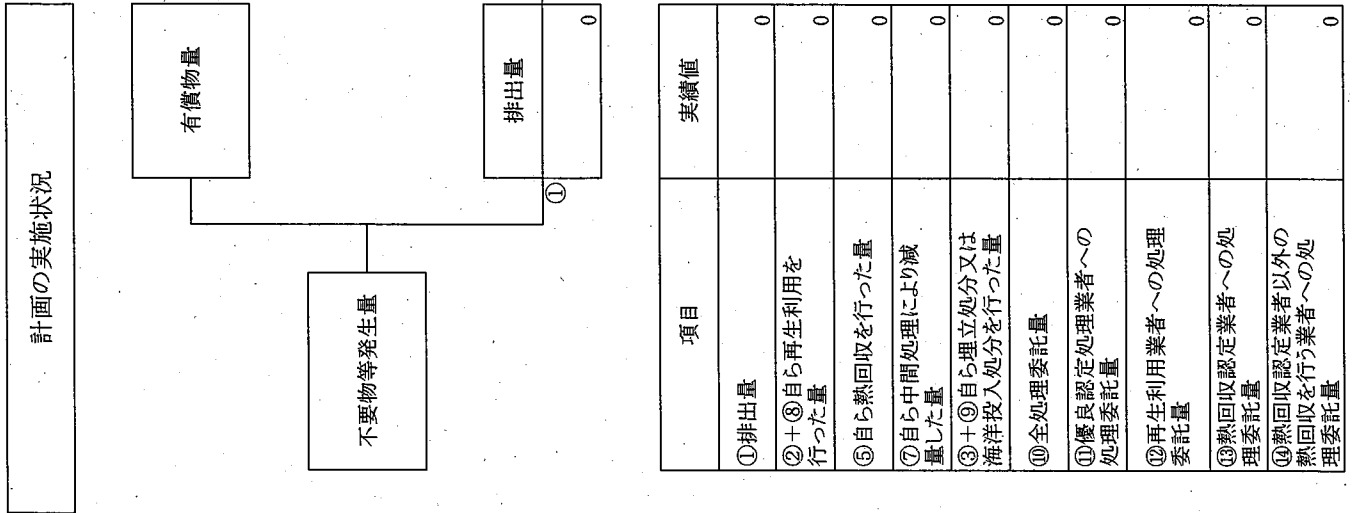 計画の実施状況
有償物量
不要物等発生量
①
排出量
0
項目
実績値
①排出量
0
②+⑧自ら再生利用を
行った量
0
⑤自ら熱回収を行った量
0
⑦自ら中間処理により減
量した量
0
③+⑨自ら埋立処分又は
海洋投入処分を行った量
0
⑩全処理委託量
0
⑪優良認定処理業者への
処理委託量
0
⑫再生利用業者への処理
委託量
0
⑬熱回収認定業者への処
理委託量
0
⑭熱回収認定業者以外の
熱回収を行う業者への処
理委託量
0